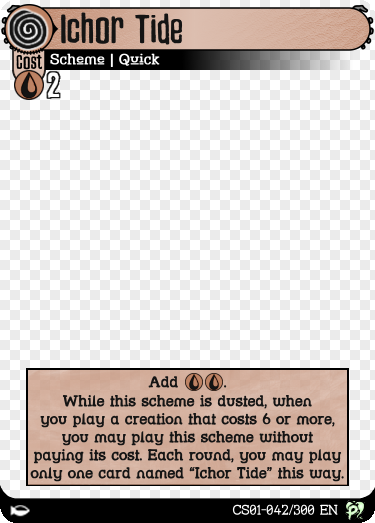 Ichor Tide
COST Scheme | Quick
2
Add .
While this scheme is dusted, when
you play a creation that costs 6 or more,
you may play this scheme without
paying its cost. Each round, you may play
only one card named “Ichor Tide” this way.
CS01-042/300 EN